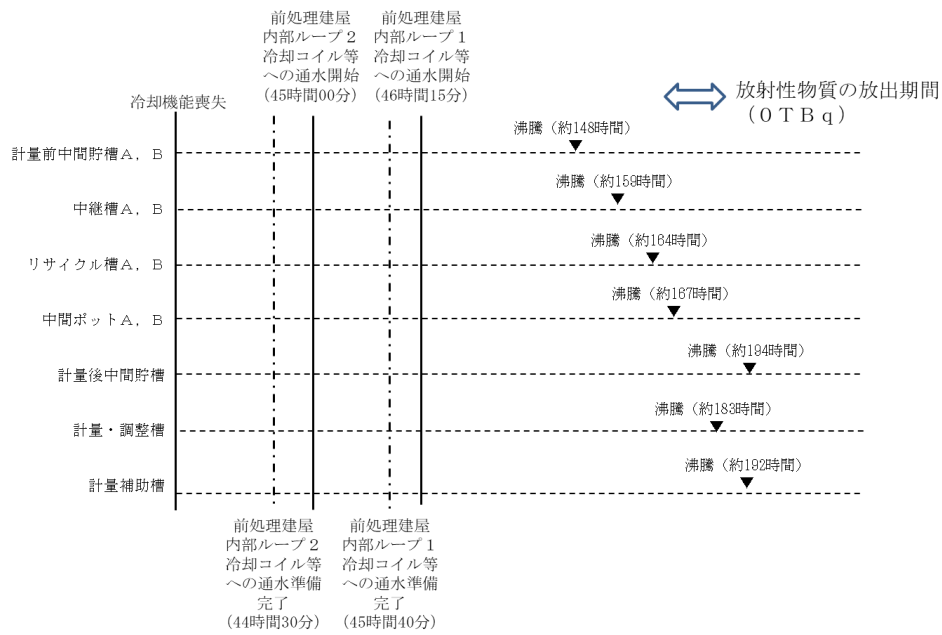 前処理建屋
内部ループ２
冷却コイル等
への通水開始
(45時間00分)
前処理建屋
内部ループ１
冷却コイル等
への通水開始
(46時間15分)
冷却機能喪失
放射性物質の放出期間
（０ＴＢｑ）
計量前中間貯槽Ａ，Ｂ
沸騰（約148時間）
中継槽Ａ，Ｂ
沸騰（約159時間）
リサイクル槽Ａ，Ｂ
沸騰（約164時間）
中間ポットＡ，Ｂ
沸騰（約167時間）
計量後中間貯槽
沸騰（約194時間）
計量・調整槽
沸騰（約183時間）
計量補助槽
沸騰（約192時間）
前処理建屋
内部ループ２
冷却コイル等
への通水準備
完了
(44時間30分)
前処理建屋
内部ループ１
冷却コイル等
への通水準備
完了
(45時間40分)